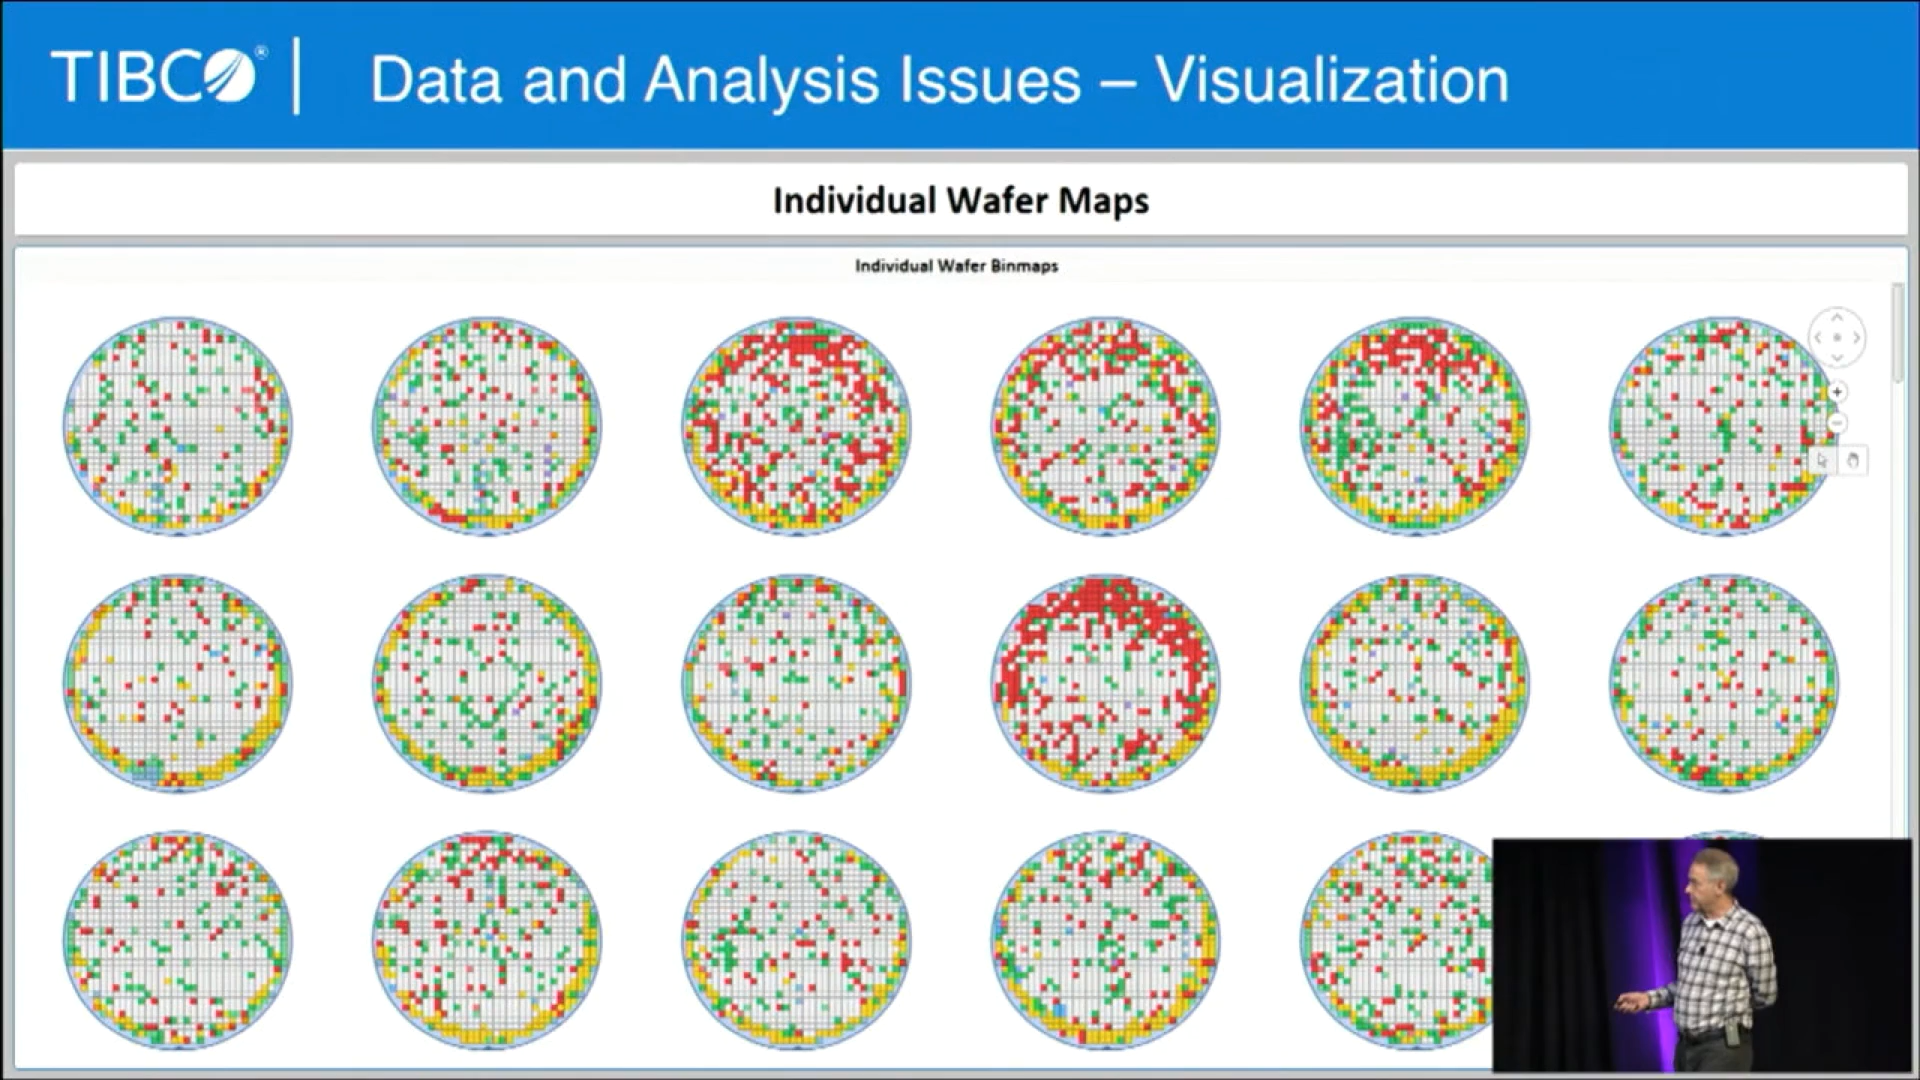 TIBCO® | Data and Analysis Issues – Visualization
Individual Wafer Maps
Individual Wafer Binmaps